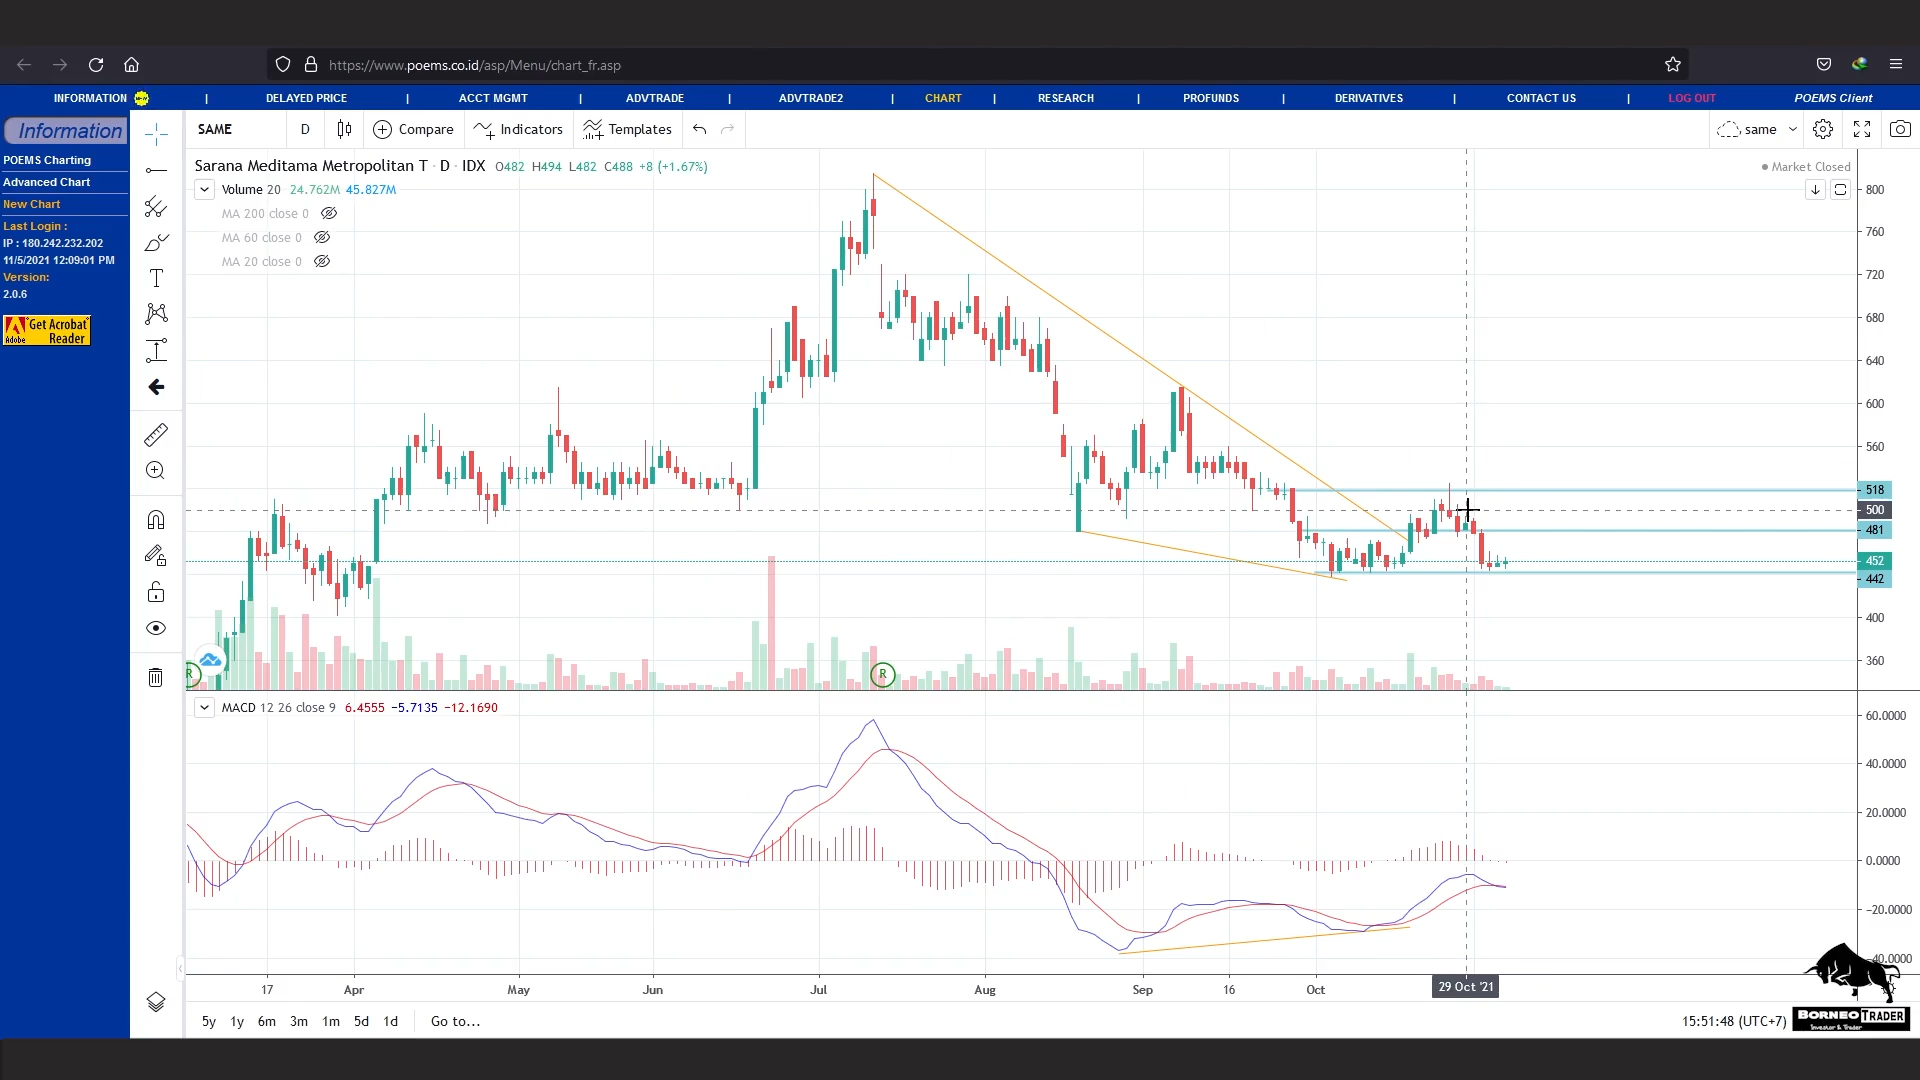 https://www.poems.co.id/asp/Menu/chart_fr.asp
INFORMATION | DELAYED PRICE | ACCT MGMT | ADVTRADE | ADVTRADE2 | CHART | RESEARCH | PROFUNDS | DERIVATIVES | CONTACT US | LOG OUT POEMS Client
Information
POEMS Charting
Advanced Chart
New Chart
Last Login :
IP : 180.242.232.202
11/5/2021 12:09:01 PM
Version:
2.0.6
Get Acrobat
Adobe Reader
SAME D Compare Indicators Templates same
Sarana Meditama Metropolitan T · D · IDX O482 H494 L482 C488 +8 (+1.67%)
Market Closed
Volume 20 24.762M 45.827M
MA 200 close 0
MA 60 close 0
MA 20 close 0
800
760
720
680
640
600
560
518
500
481
452
442
400
360
R
R
MACD 12 26 close 9 6.4555 −5.7135 −12.1690
60.0000
40.0000
20.0000
0.0000
−20.0000
−40.0000
17 Apr May Jun Jul Aug Sep 16 Oct 29 Oct '21
5y 1y 6m 3m 1m 5d 1d Go to...
15:51:48 (UTC+7)
BORNEO TRADER
Investor & Trader